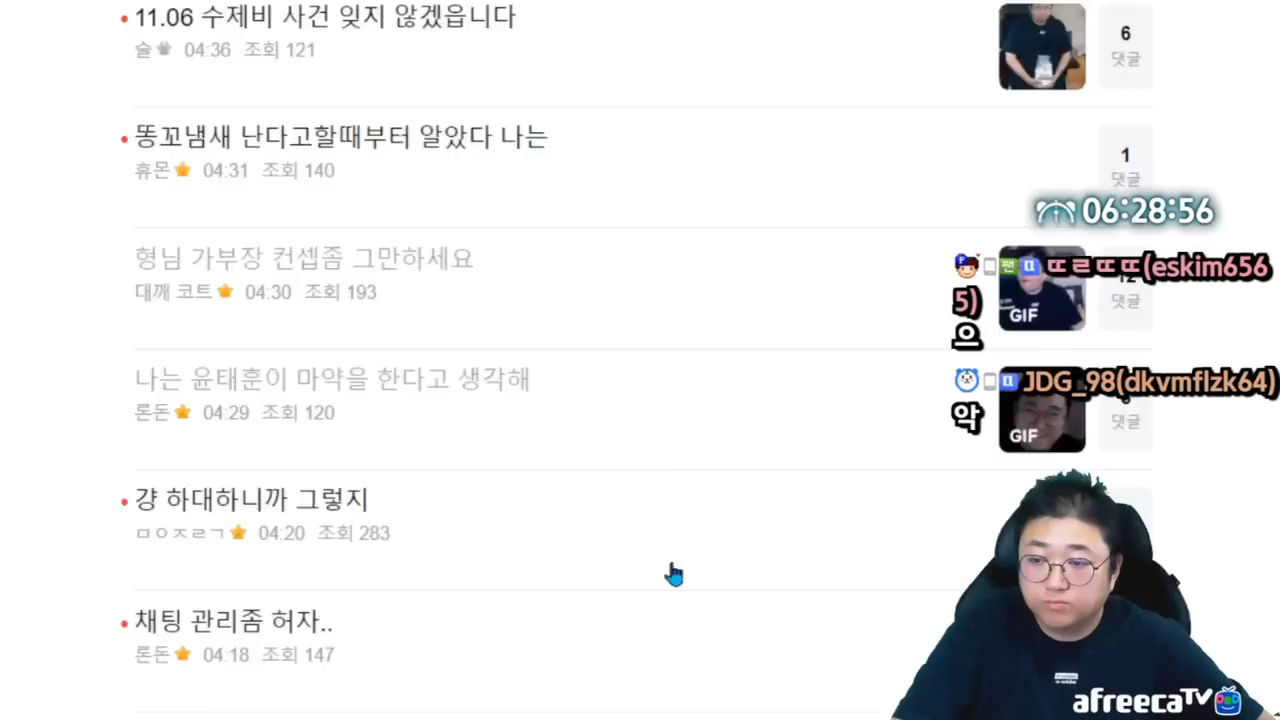 11.06 수제비 사건 잊지 않겠읍니다
술 04:36 조회 121
6
댓글
똥꼬냄새 난다고할때부터 알았다 나는
휴몬 04:31 조회 140
1
댓글
06:28:56
형님 가부장 컨셉좀 그만하세요
대깨 코트 04:30 조회 193
GIF
12
댓글
팬 ㄸㄹㄸㄸ(eskim656
5)
으
나는 윤태훈이 마약을 한다고 생각해
론돈 04:29 조회 120
GIF
댓글
JDG_98(dkvmflzk64)
악
걍 하대하니까 그렇지
ㅁㅇㅈㄹㄱ 04:20 조회 283
채팅 관리좀 허자..
론돈 04:18 조회 147
afreecaTV